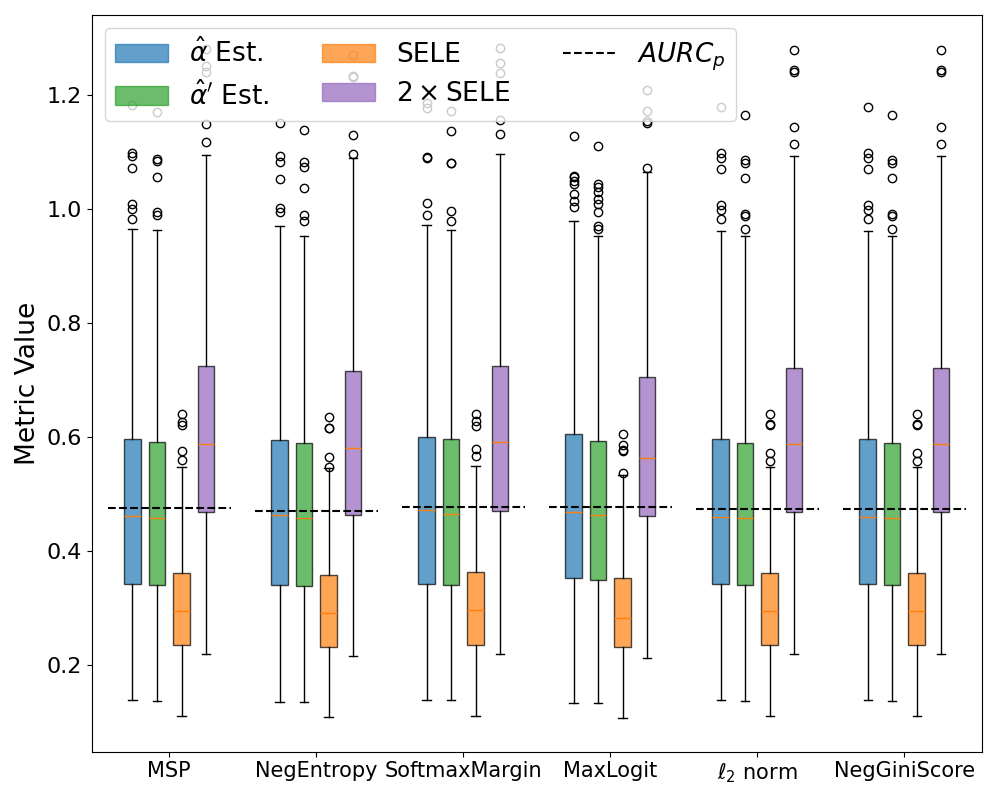 α̂ Est. SELE AURCₚ
α̂′ Est. 2 × SELE
Metric Value
1.2
1.0
0.8
0.6
0.4
0.2
MSP NegEntropy SoftmaxMargin MaxLogit ℓ₂ norm NegGiniScore